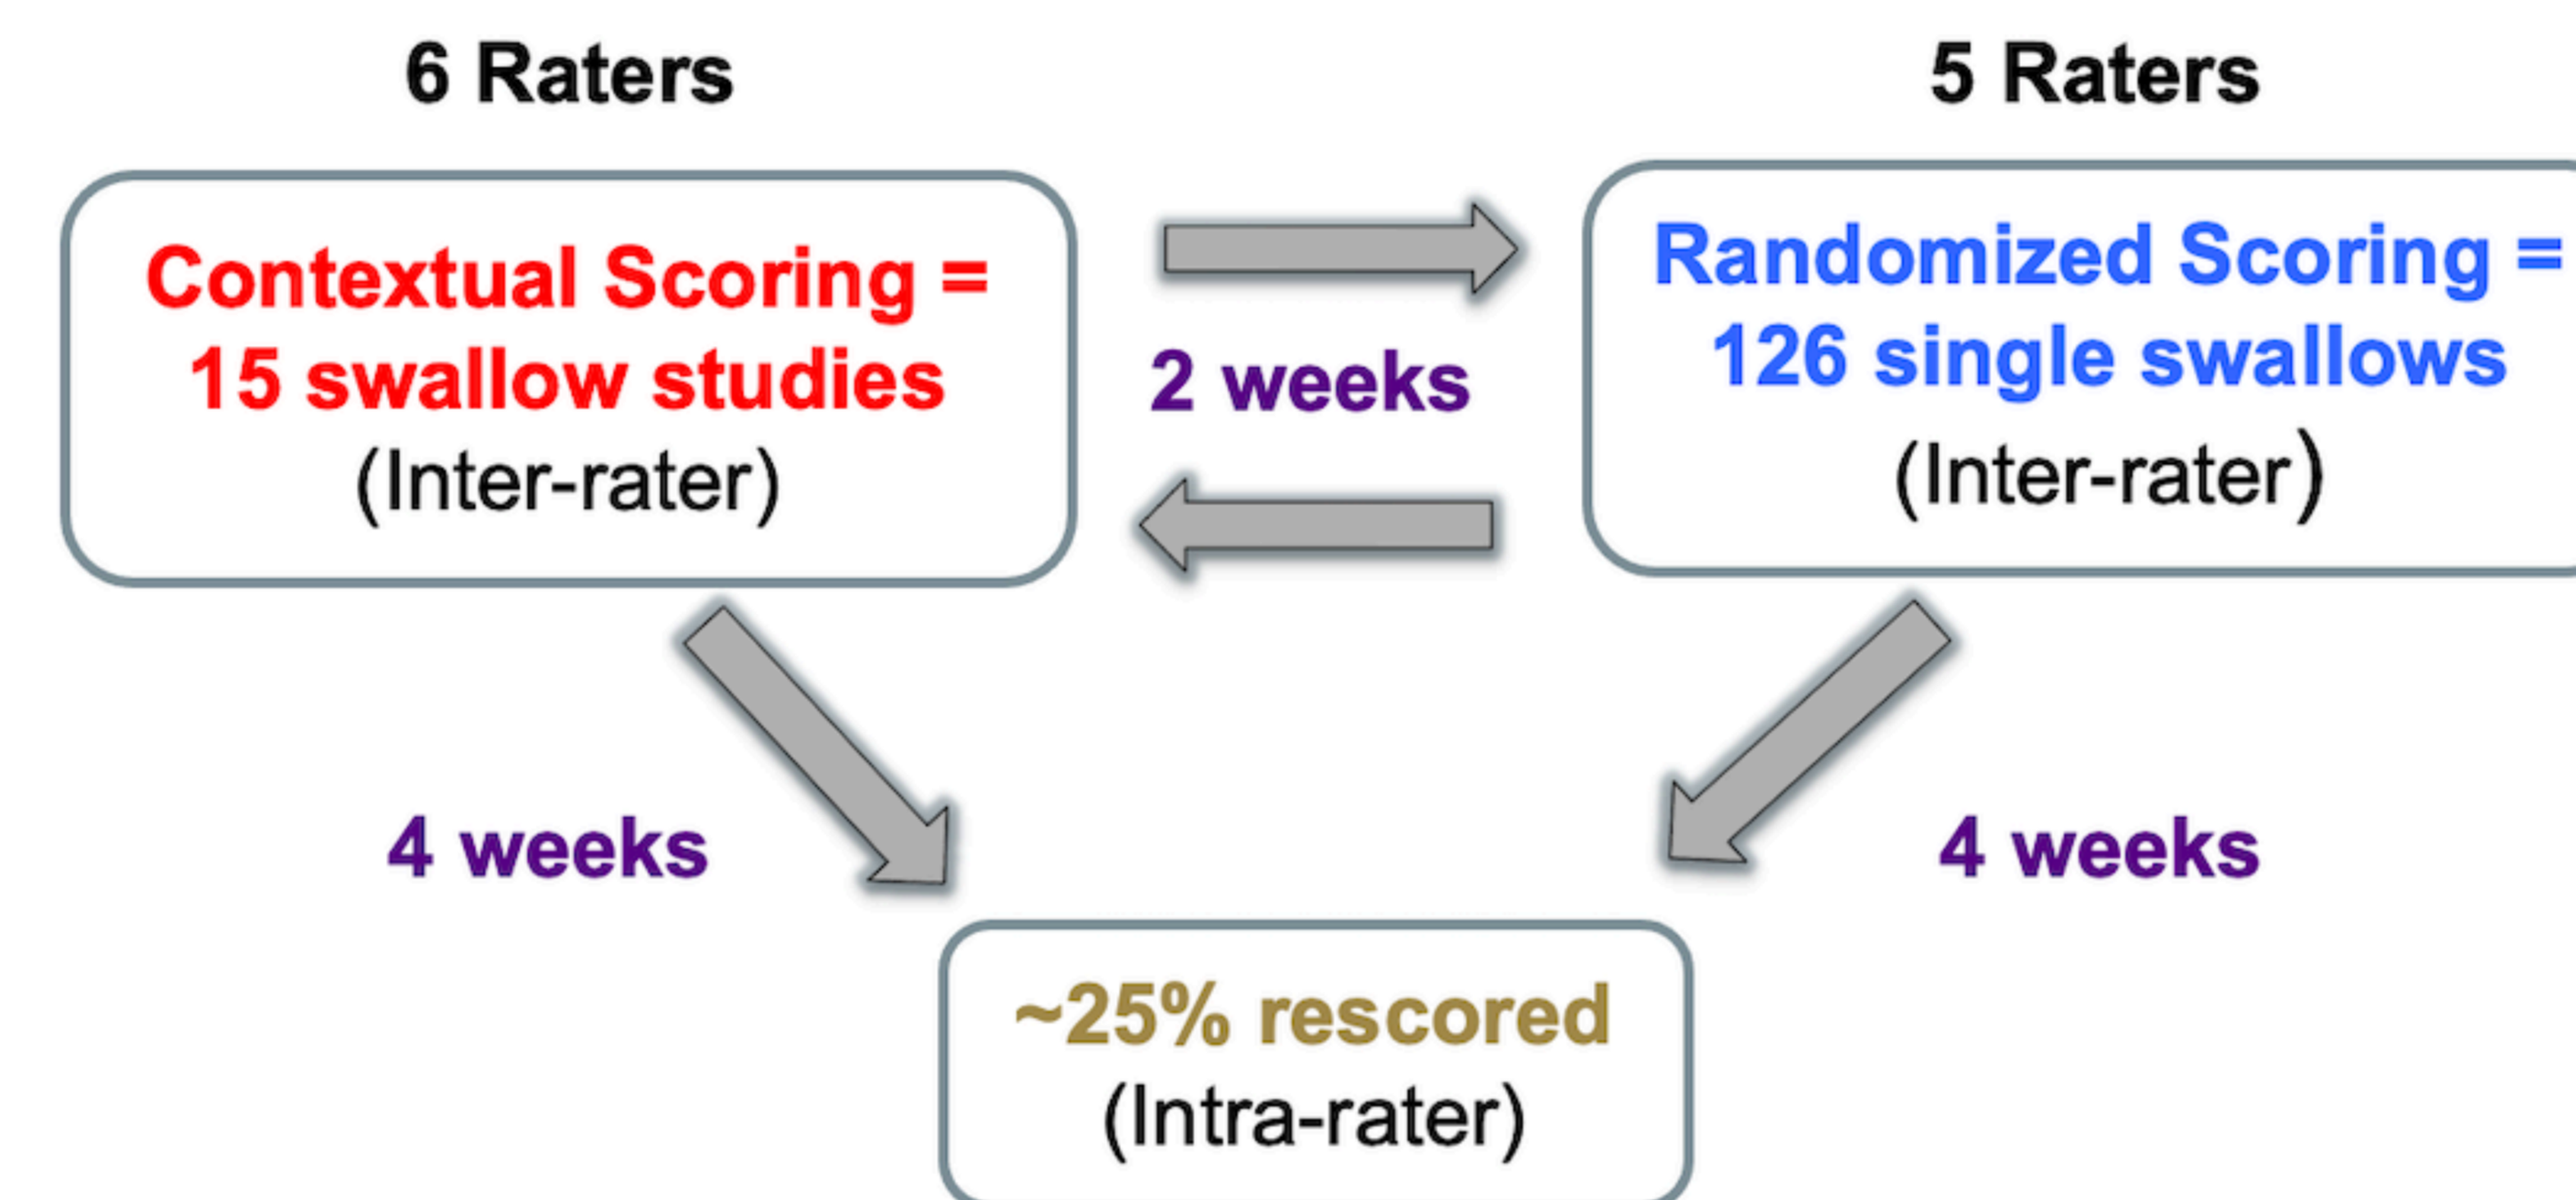 6 Raters
5 Raters
Contextual Scoring =
15 swallow studies
(Inter-rater)
2 weeks
Randomized Scoring =
126 single swallows
(Inter-rater)
4 weeks
4 weeks
~25% rescored
(Intra-rater)